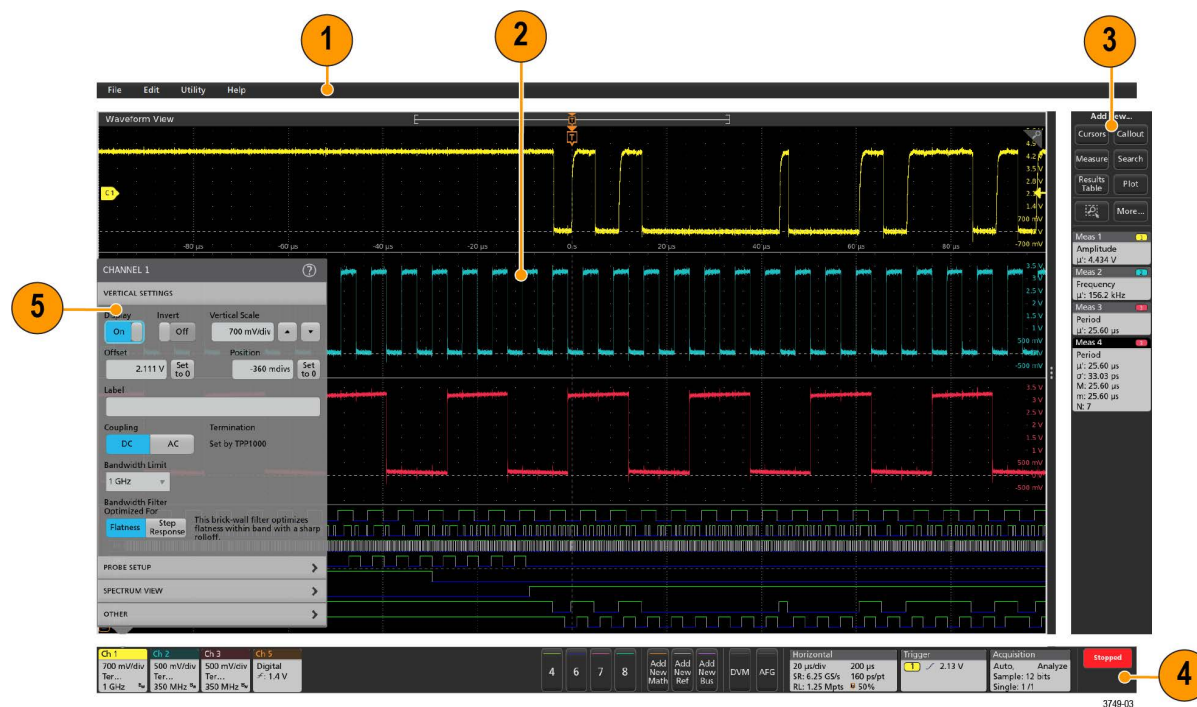 1
2
3
File Edit Utility Help
Waveform View
Add New...
Cursors Callout
Measure Search
Results Table Plot
More...
T
T
C1
4.2 V
3.5 V
2.8 V
1.4 V
700 mV
-700 mV
-80 µs -60 µs -40 µs -20 µs 0 s 20 µs 40 µs 60 µs 80 µs
Meas 1 1
Amplitude
µ': 4.434 V
Meas 2 2
Frequency
µ': 156.2 kHz
Meas 3 3
Period
µ': 25.60 µs
Meas 4 3
Period
µ': 25.60 µs
σ': 33.03 ps
M: 25.60 µs
m: 25.60 µs
N: 7
3.5 V
3 V
2.5 V
2 V
1.5 V
1 V
500 mV
-500 mV
3.5 V
3 V
2.5 V
2 V
1.5 V
1 V
500 mV
-500 mV
5
CHANNEL 1 ?
VERTICAL SETTINGS
Display Invert Vertical Scale
On Off 700 mV/div
Offset Position
2.111 V Set to 0 -360 mdivs Set to 0
Label
Coupling Termination
DC AC Set by TPP1000
Bandwidth Limit
1 GHz
Bandwidth Filter
Optimized For
Flatness Step Response
This brick-wall filter optimizes
flatness within band with a sharp
rolloff.
PROBE SETUP
SPECTRUM VIEW
OTHER
Ch 1
700 mV/div
Ter...
1 GHz
Ch 2
500 mV/div
Ter...
350 MHz
Ch 3
500 mV/div
Ter...
350 MHz
Ch 5
Digital
1.4 V
4 6 7 8
Add New Math
Add New Ref
Add New Bus
DVM AFG
Horizontal
20 µs/div 200 µs
SR: 6.25 GS/s 160 ps/pt
RL: 1.25 Mpts 50%
Trigger
1 2.13 V
Acquisition
Auto, Analyze
Sample: 12 bits
Single: 1 /1
Stopped
4
3749-03